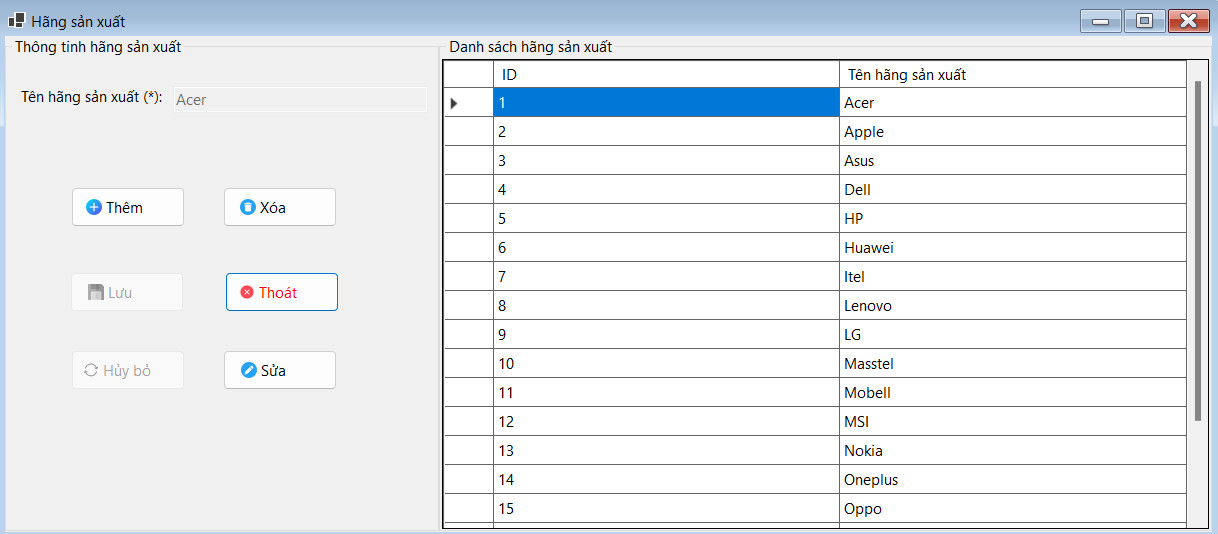 Hãng sản xuất
Thông tinh hãng sản xuất
Tên hãng sản xuất (*): Acer
Thêm Xóa
Lưu Thoát
Hủy bỏ Sửa
Danh sách hãng sản xuất
ID Tên hãng sản xuất
1 Acer
2 Apple
3 Asus
4 Dell
5 HP
6 Huawei
7 Itel
8 Lenovo
9 LG
10 Masstel
11 Mobell
12 MSI
13 Nokia
14 Oneplus
15 Oppo